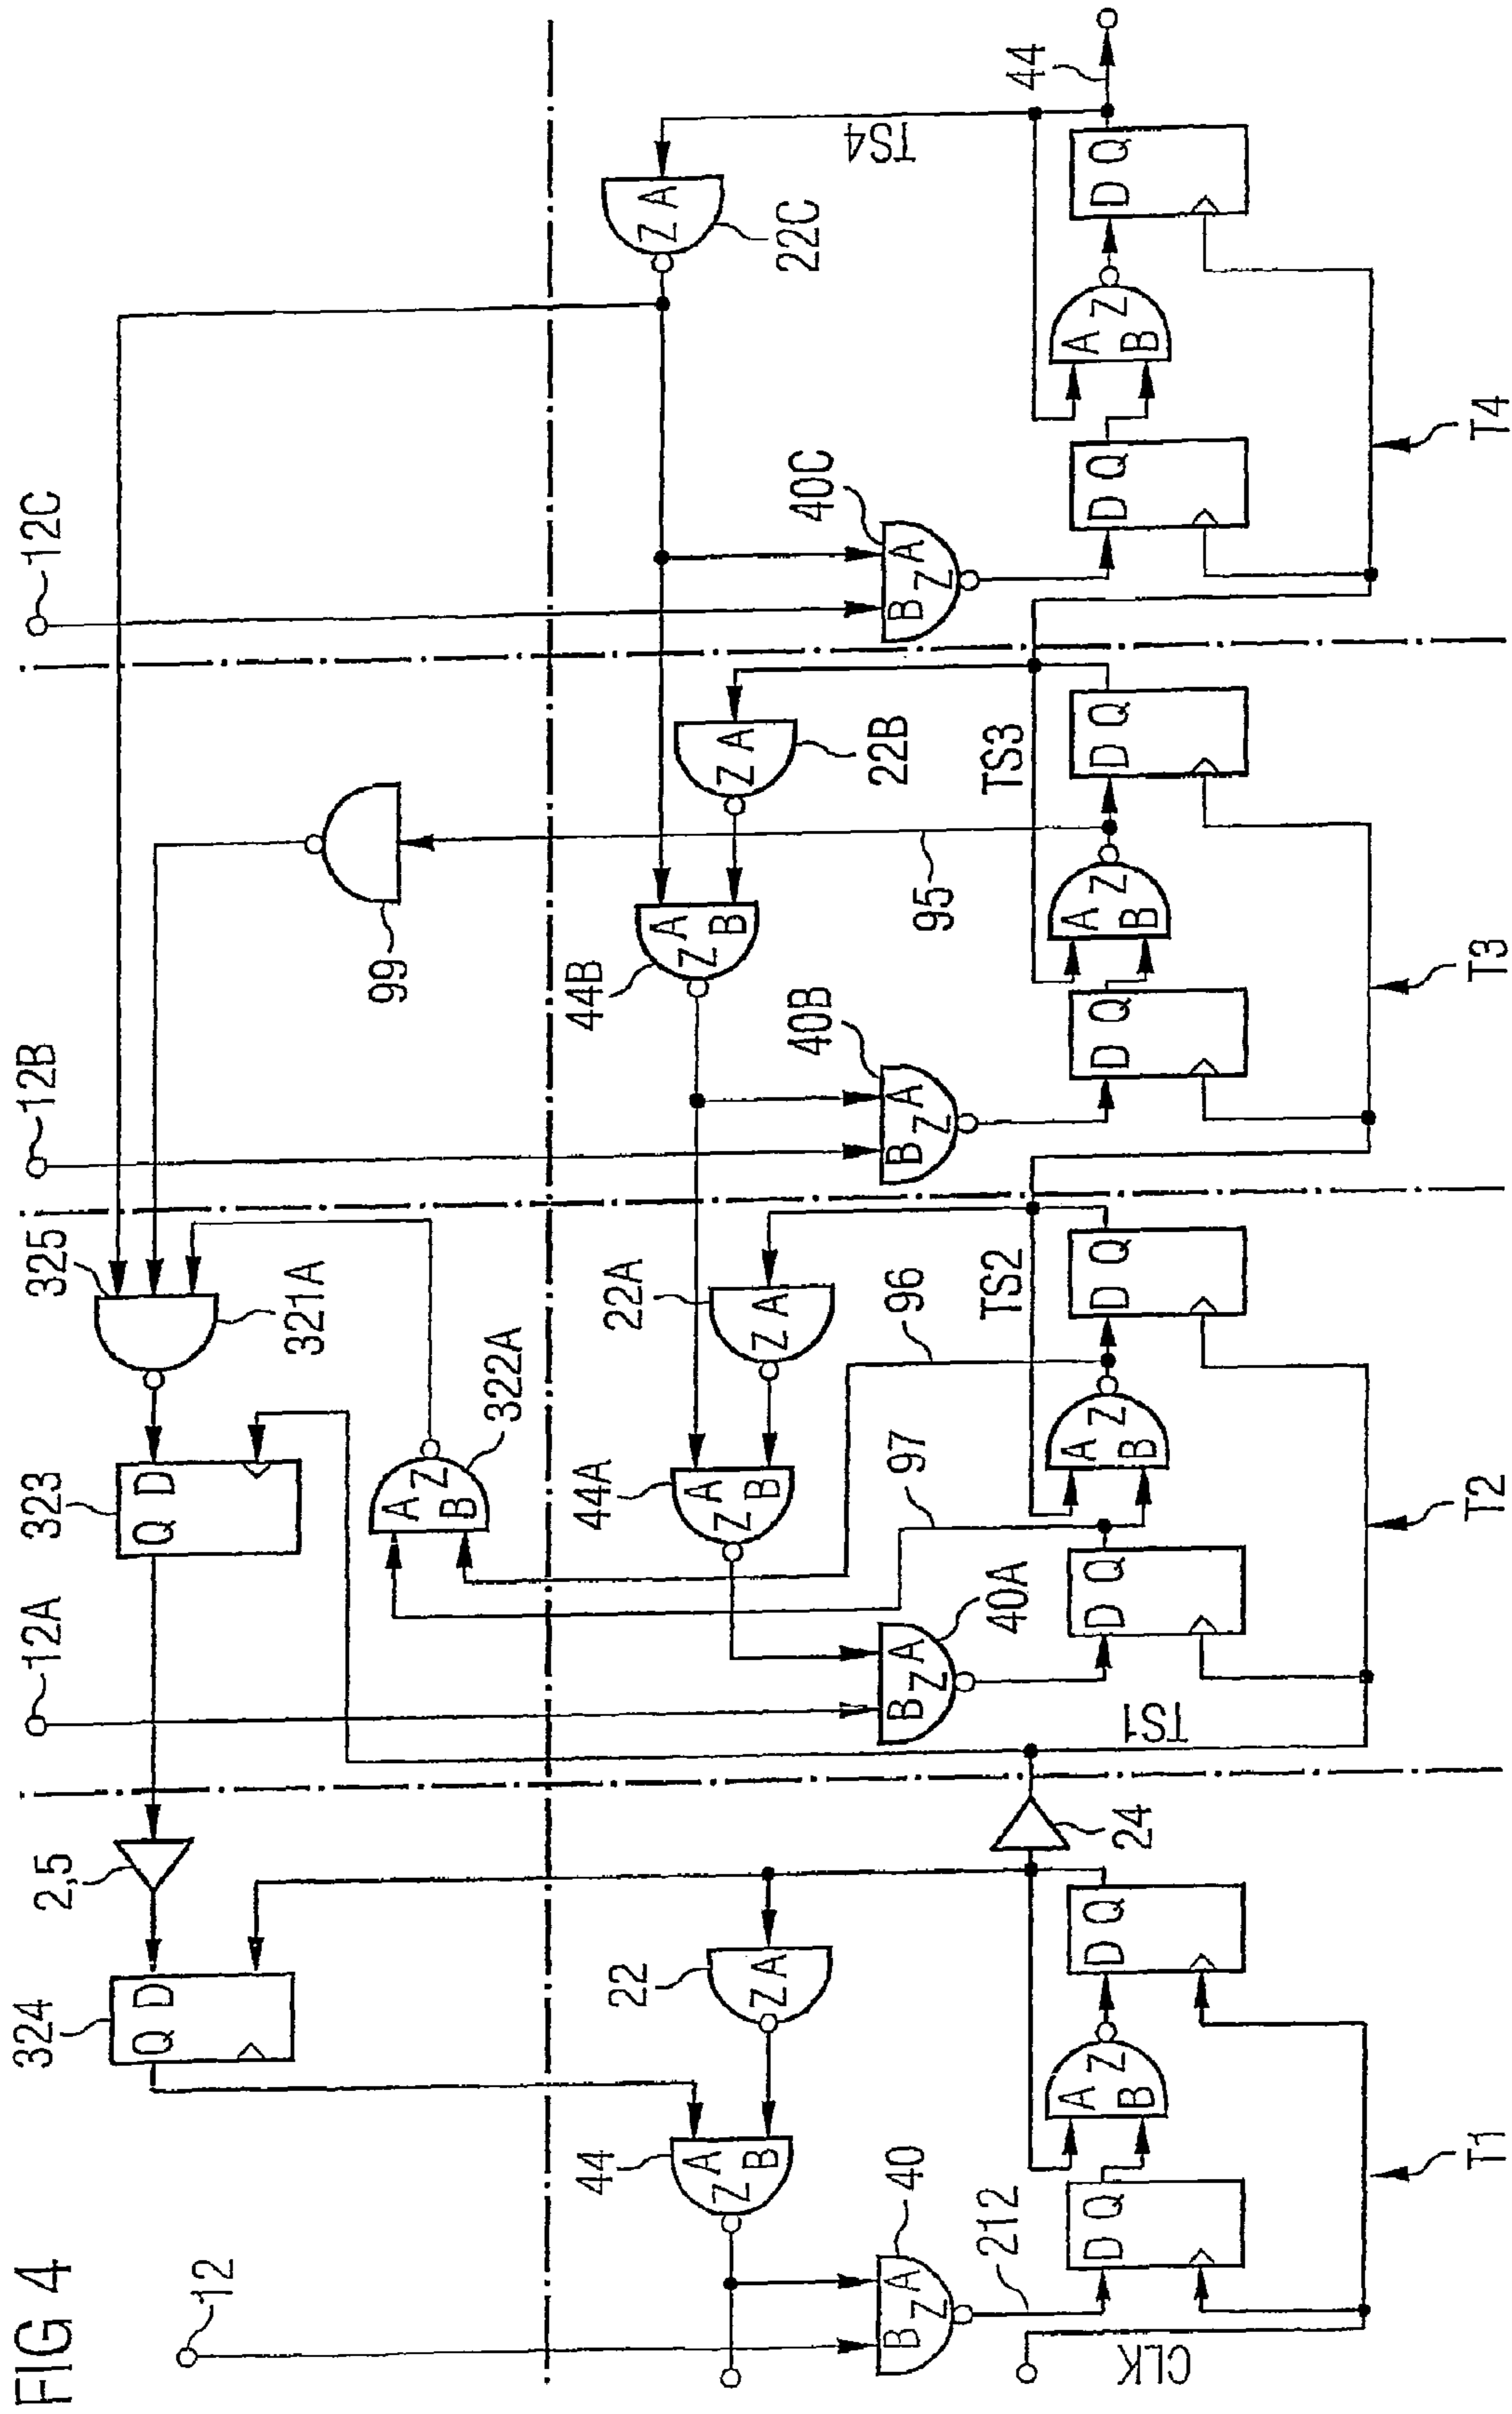 FIG 4
12
12A
12B
12C
324
Q D
2,5
323
Q D
325
321A
322A
A Z
B
99
44
Z A
B
22
Z A
44A
Z A
B
22A
Z A
44B
Z A
B
22B
Z A
22C
Z A
40
B Z A
212
40A
B Z A
97
96
40B
B Z A
95
40C
B Z A
TS1
TS2
TS3
TS4
24
44
CLK
D Q
A Z
B
D Q
D Q
A Z
B
D Q
D Q
A Z
B
D Q
D Q
A Z
B
D Q
T1
T2
T3
T4